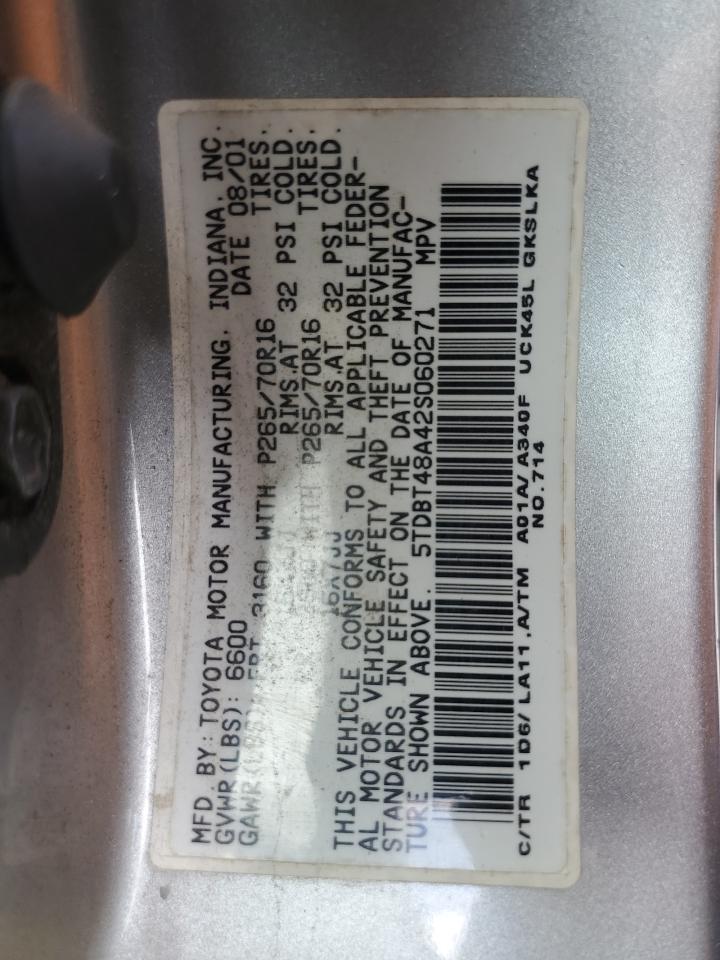 MFD. BY: TOYOTA MOTOR MANUFACTURING, INDIANA, INC.
GVWR(LBS): 6600 DATE 08/01
GAWR(LBS): FRT 3160 WITH P265/70R16 TIRES,
RIMS.AT 32 PSI COLD.
WITH P265/70R16 TIRES,
16X7JJ RIMS.AT 32 PSI COLD.
THIS VEHICLE CONFORMS TO ALL APPLICABLE FEDER-
AL MOTOR VEHICLE SAFETY AND THEFT PREVENTION
STANDARDS IN EFFECT ON THE DATE OF MANUFAC-
TURE SHOWN ABOVE. 5TDBT48A42S060271 MPV
C/TR 1D6/LA11,A/TM A01A/A340F UCK45L GKSLKA
NO.714